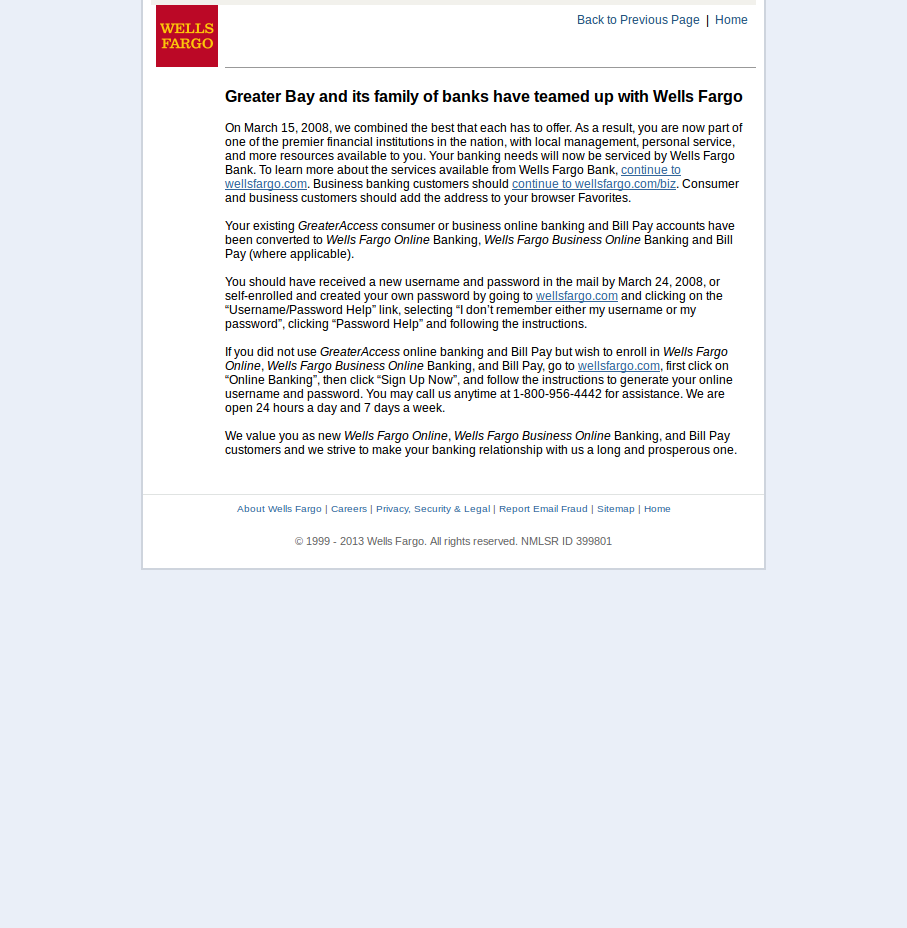 WELLS
FARGO
Back to Previous Page | Home
Greater Bay and its family of banks have teamed up with Wells Fargo
On March 15, 2008, we combined the best that each has to offer. As a result, you are now part of
one of the premier financial institutions in the nation, with local management, personal service,
and more resources available to you. Your banking needs will now be serviced by Wells Fargo
Bank. To learn more about the services available from Wells Fargo Bank, continue to
wellsfargo.com. Business banking customers should continue to wellsfargo.com/biz. Consumer
and business customers should add the address to your browser Favorites.
Your existing GreaterAccess consumer or business online banking and Bill Pay accounts have
been converted to Wells Fargo Online Banking, Wells Fargo Business Online Banking and Bill
Pay (where applicable).
You should have received a new username and password in the mail by March 24, 2008, or
self-enrolled and created your own password by going to wellsfargo.com and clicking on the
“Username/Password Help” link, selecting “I don’t remember either my username or my
password”, clicking “Password Help” and following the instructions.
If you did not use GreaterAccess online banking and Bill Pay but wish to enroll in Wells Fargo
Online, Wells Fargo Business Online Banking, and Bill Pay, go to wellsfargo.com, first click on
“Online Banking”, then click “Sign Up Now”, and follow the instructions to generate your online
username and password. You may call us anytime at 1-800-956-4442 for assistance. We are
open 24 hours a day and 7 days a week.
We value you as new Wells Fargo Online, Wells Fargo Business Online Banking, and Bill Pay
customers and we strive to make your banking relationship with us a long and prosperous one.
About Wells Fargo | Careers | Privacy, Security & Legal | Report Email Fraud | Sitemap | Home
© 1999 - 2013 Wells Fargo. All rights reserved. NMLSR ID 399801